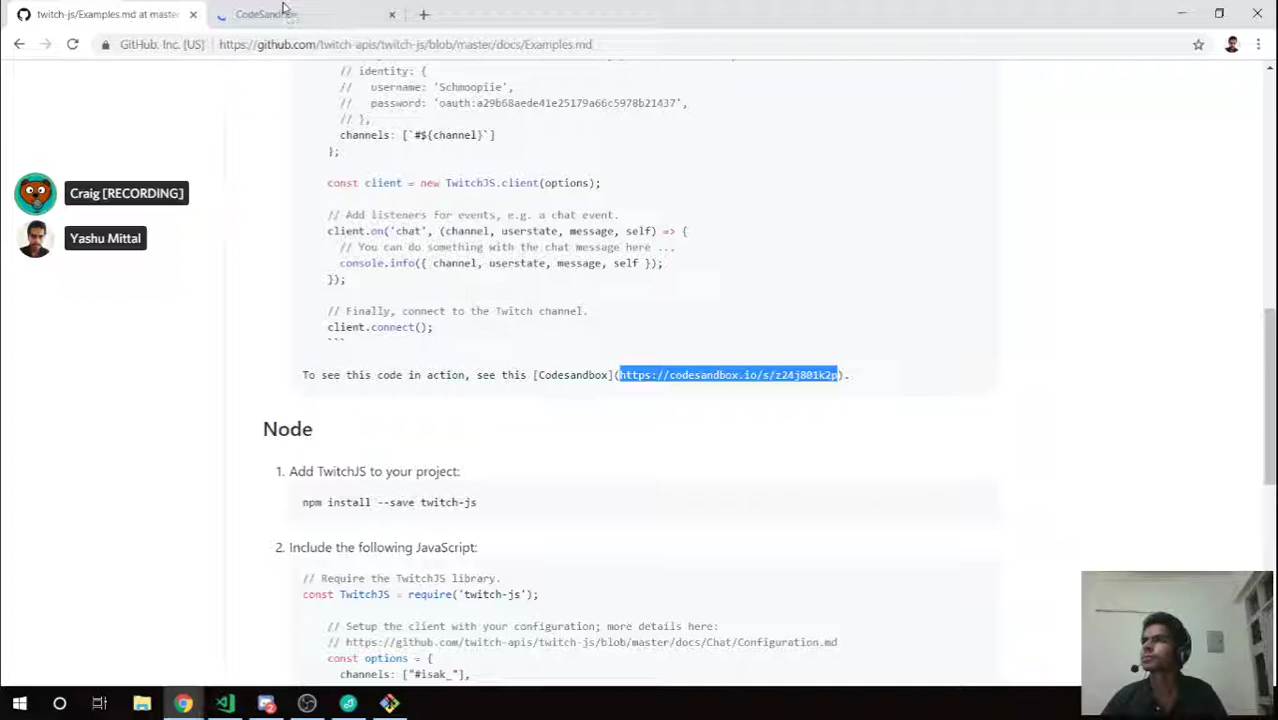 twitch-js/Examples.md at master
CodeSandbox
GitHub, Inc. [US]
https://github.com/twitch-apis/twitch-js/blob/master/docs/Examples.md
// identity: {
//   username: 'Schmoopiie',
//   password: 'oauth:a29b68aede41e25179a66c5978b21437',
// },
channels: [`#${channel}`]
};
const client = new TwitchJS.client(options);
// Add listeners for events, e.g. a chat event.
client.on('chat', (channel, userstate, message, self) => {
// You can do something with the chat message here ...
console.info({ channel, userstate, message, self });
});
// Finally, connect to the Twitch channel.
client.connect();
```
To see this code in action, see this [Codesandbox](https://codesandbox.io/s/z24j801k2p).
Craig [RECORDING]
Yashu Mittal
Node
1. Add TwitchJS to your project:
npm install --save twitch-js
2. Include the following JavaScript:
// Require the TwitchJS library.
const TwitchJS = require('twitch-js');
// Setup the client with your configuration; more details here:
// https://github.com/twitch-apis/twitch-js/blob/master/docs/Chat/Configuration.md
const options = {
channels: ["#isak_"],